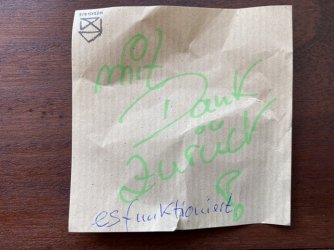 mit
Dank
zurück
es funktioniert